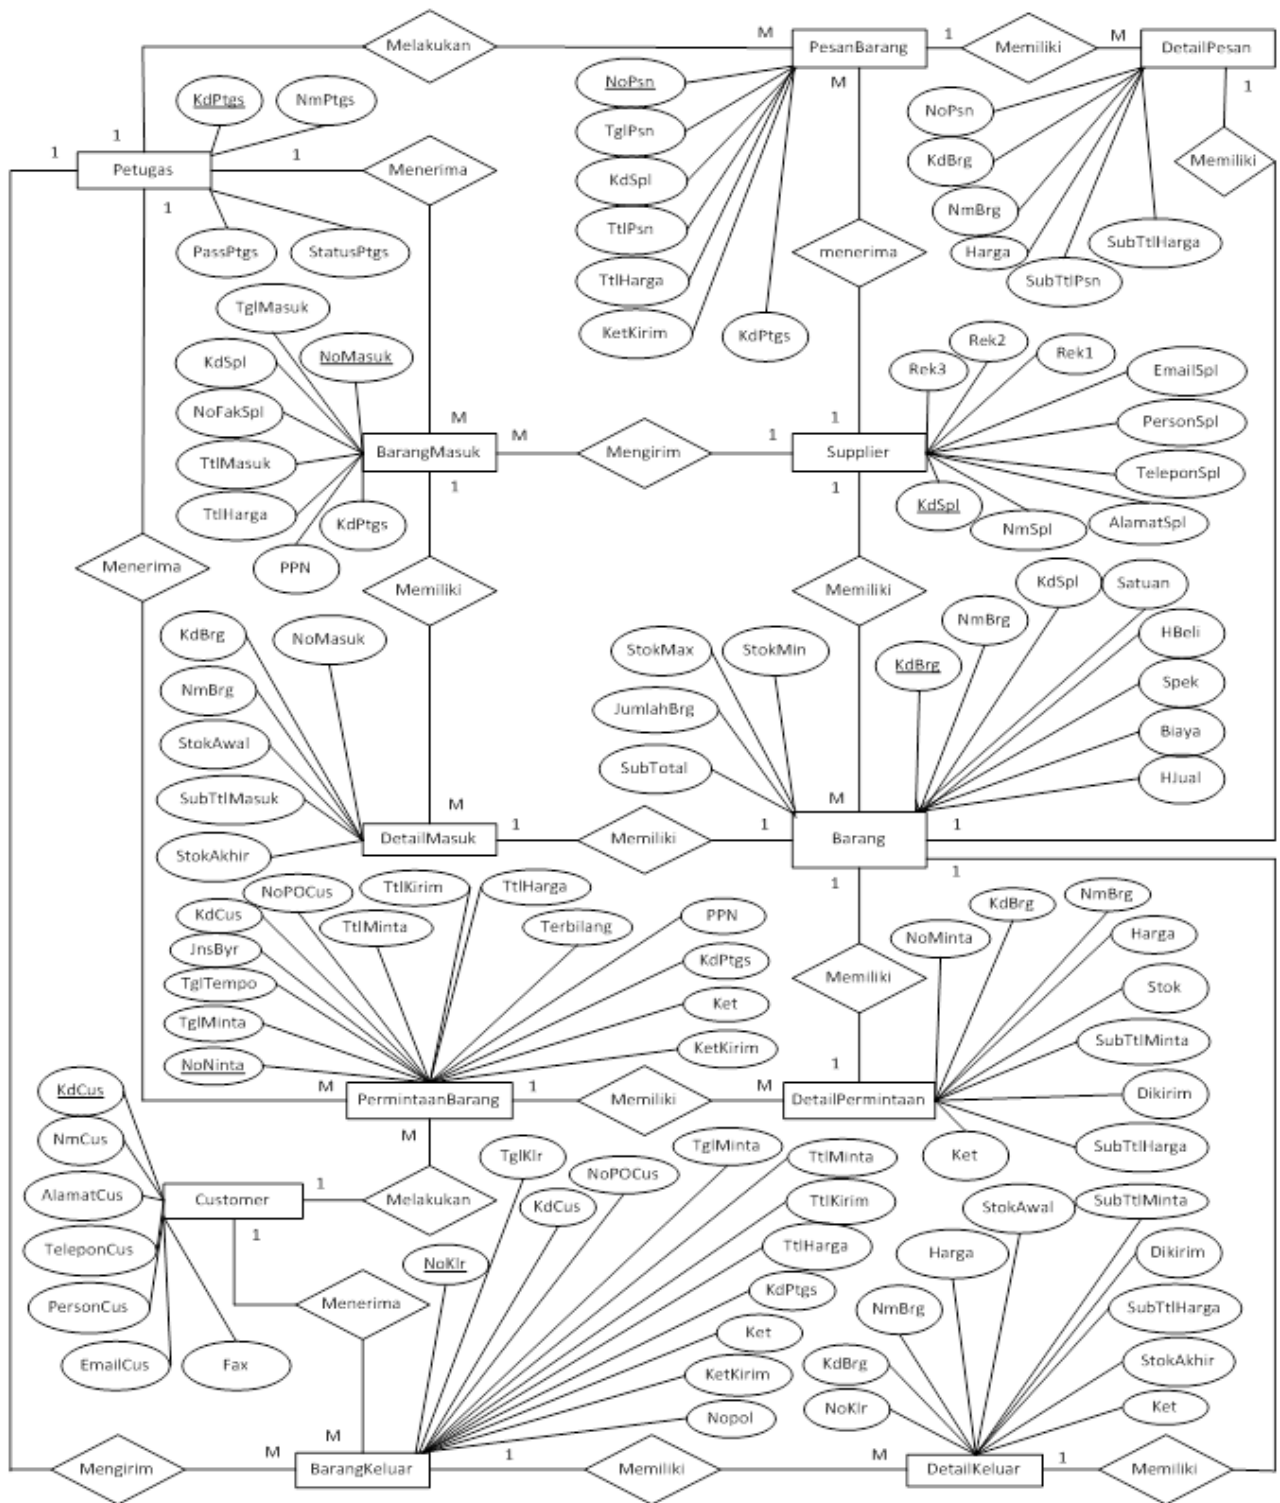 Melakukan
M
PesanBarang
1
Memiliki
M
DetailPesan
M
1
KdPtgs
NmPtgs
NoPsn
TglPsn
KdSpl
TtlPsn
TtlHarga
KetKirim
KdPtgs
NoPsn
KdBrg
NmBrg
Harga
SubTtlPsn
SubTtlHarga
Memiliki
1
1
Petugas
1
1
Menerima
PassPtgs
StatusPtgs
menerima
TglMasuk
NoMasuk
KdSpl
NoFakSpl
TtlMasuk
TtlHarga
PPN
KdPtgs
M
BarangMasuk
M
1
Mengirim
1
1
Supplier
1
Rek3
Rek2
Rek1
EmailSpl
PersonSpl
TeleponSpl
AlamatSpl
NmSpl
KdSpl
Menerima
Memiliki
Memiliki
KdBrg
NoMasuk
NmBrg
StokAwal
SubTtlMasuk
StokAkhir
StokMax
StokMin
JumlahBrg
SubTotal
KdBrg
NmBrg
KdSpl
Satuan
HBeli
Spek
Biaya
HJual
M
DetailMasuk
1
Memiliki
1
M
Barang
1
1
1
NoPOCus
TtlKirim
TtlHarga
KdCus
TtlMinta
Terbilang
PPN
JnsByr
KdPtgs
TglTempo
Ket
TglMinta
KetKirim
NoNinta
Memiliki
NoMinta
KdBrg
NmBrg
Harga
Stok
SubTtlMinta
Dikirim
SubTtlHarga
Ket
M
PermintaanBarang
1
Memiliki
M
1
DetailPermintaan
M
KdCus
NmCus
AlamatCus
TeleponCus
PersonCus
EmailCus
Fax
Customer
1
1
Melakukan
Menerima
NoKlr
TglKlr
KdCus
NoPOCus
TglMinta
TtlMinta
TtlKirim
TtlHarga
KdPtgs
Ket
KetKirim
Nopol
StokAwal
SubTtlMinta
Harga
Dikirim
NmBrg
SubTtlHarga
KdBrg
StokAkhir
NoKlr
Ket
Mengirim
M
M
BarangKeluar
1
Memiliki
M
DetailKeluar
1
Memiliki